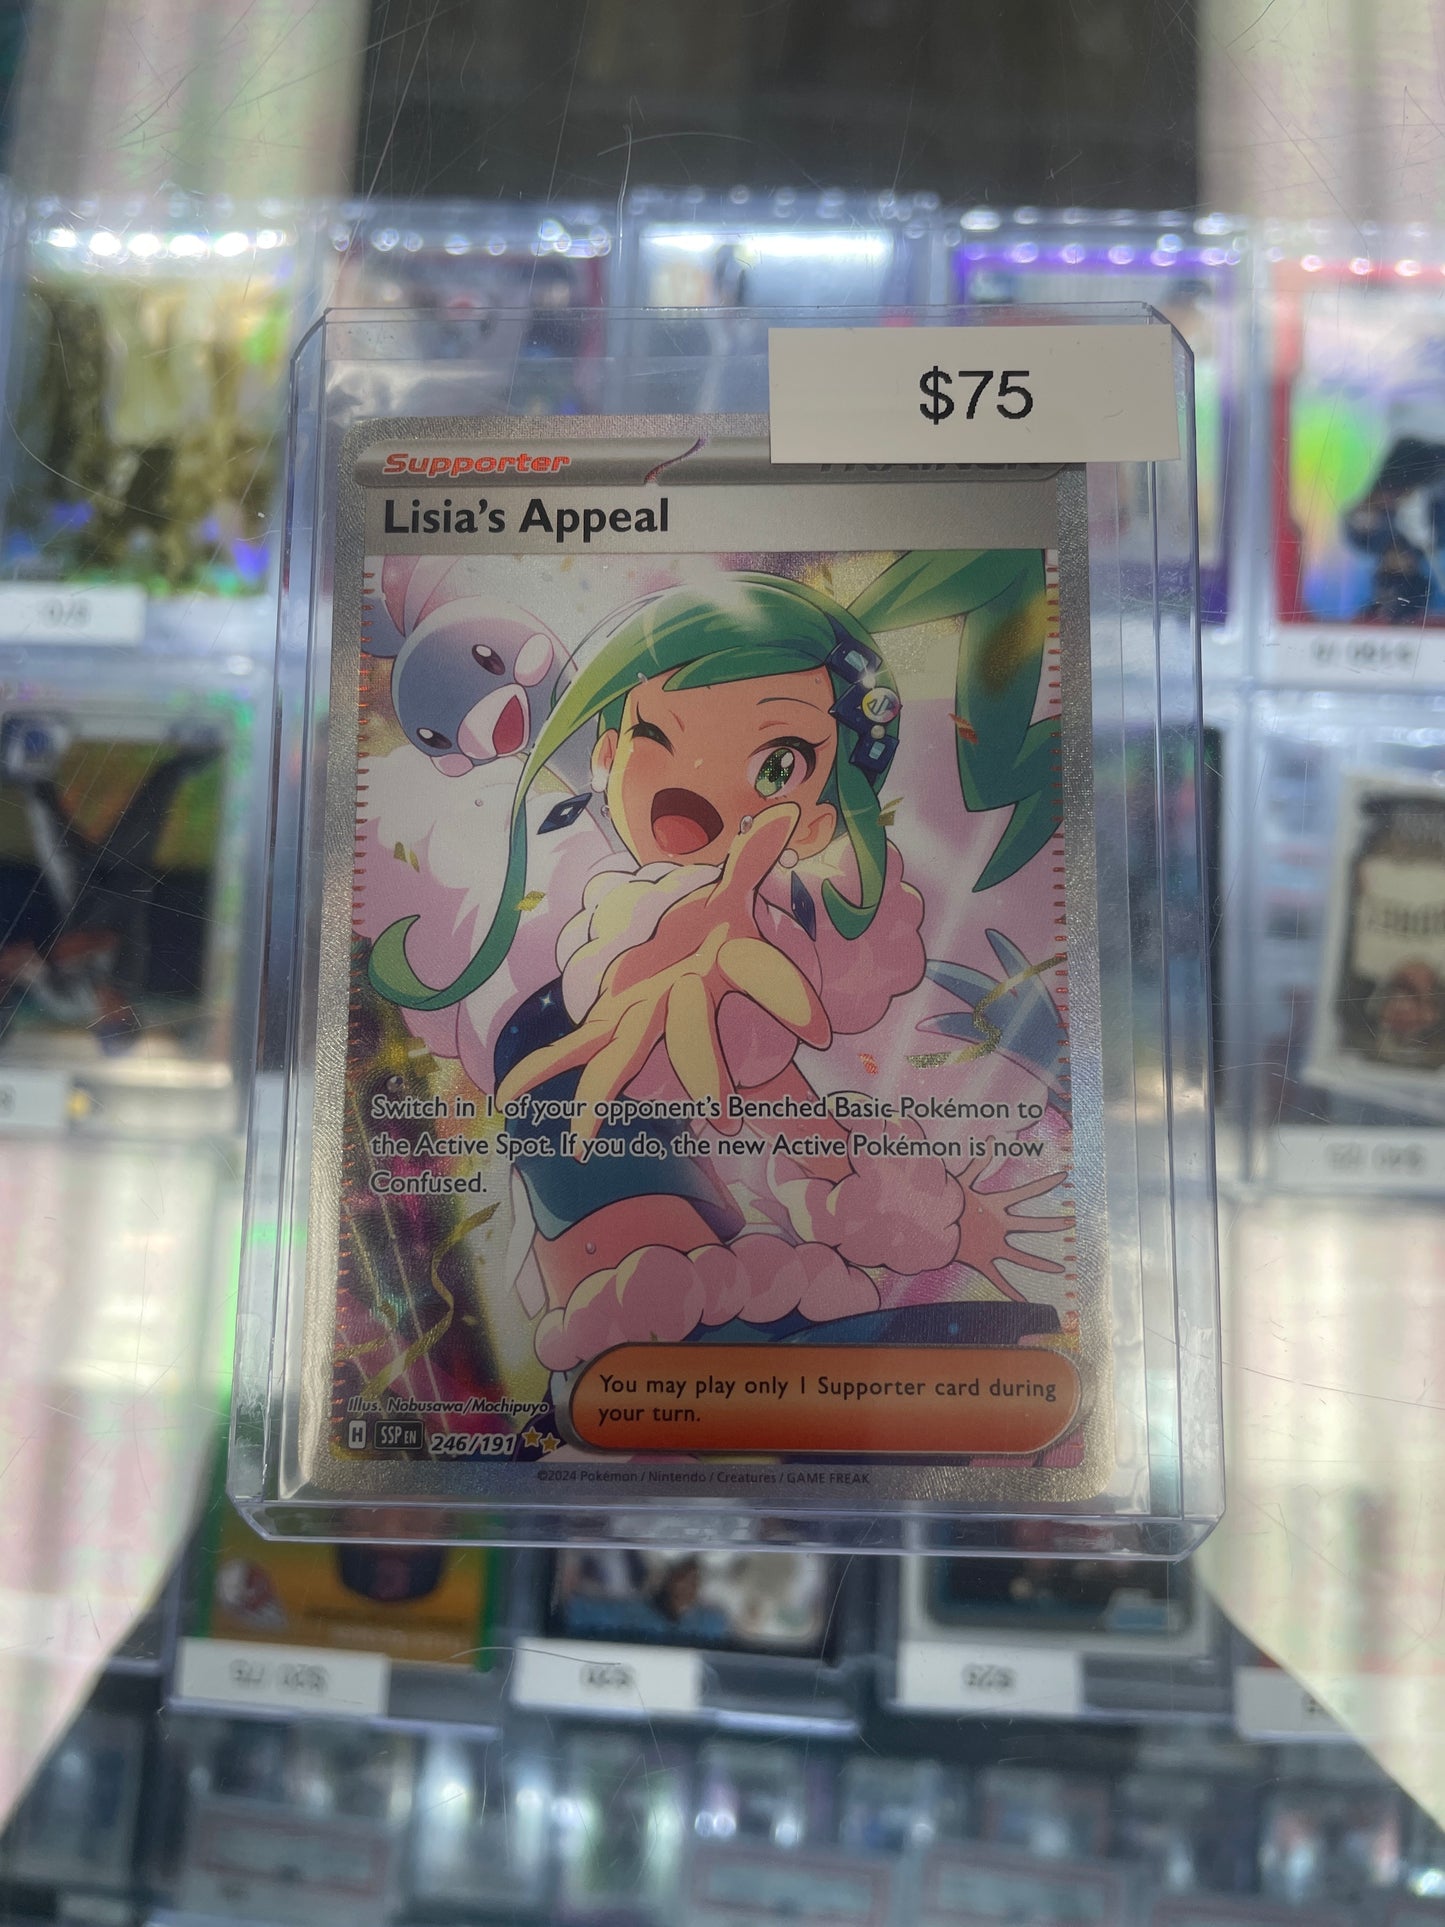 $75
Supporter
Lisia's Appeal
Switch in 1 of your opponent's Benched Basic Pokémon to
the Active Spot. If you do, the new Active Pokémon is now
Confused.
You may play only 1 Supporter card during
your turn.
Illus. Nobusawa/Mochipuyo
H SSP EN 246/191
©2024 Pokémon / Nintendo / Creatures / GAME FREAK